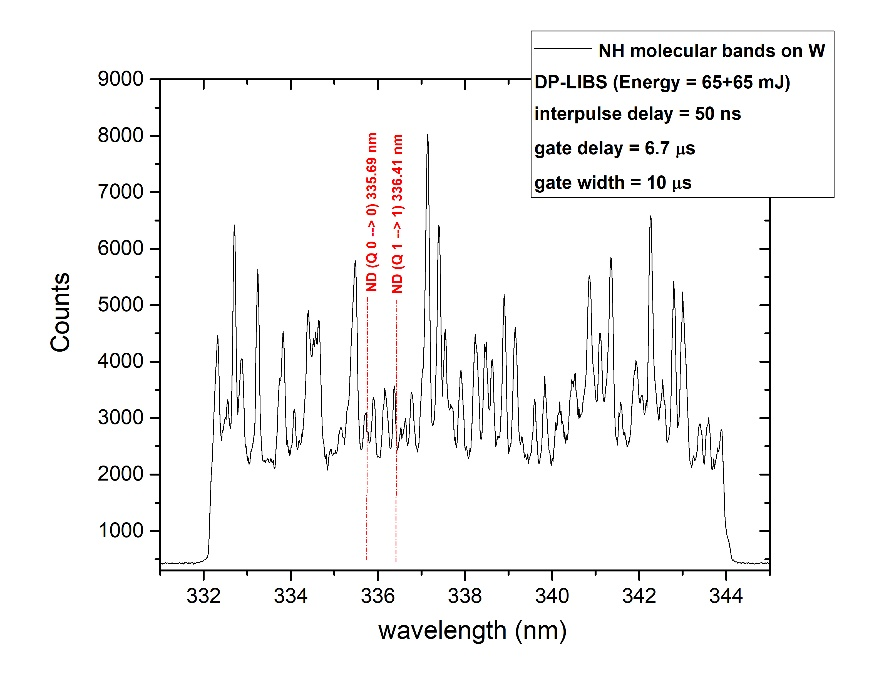 NH molecular bands on W
DP-LIBS (Energy = 65+65 mJ)
interpulse delay = 50 ns
gate delay = 6.7 μs
gate width = 10 μs
9000
8000
7000
6000
5000
4000
3000
2000
1000
Counts
ND (Q 0 --> 0) 335.69 nm
ND (Q 1 --> 1) 336.41 nm
332
334
336
338
340
342
344
wavelength (nm)